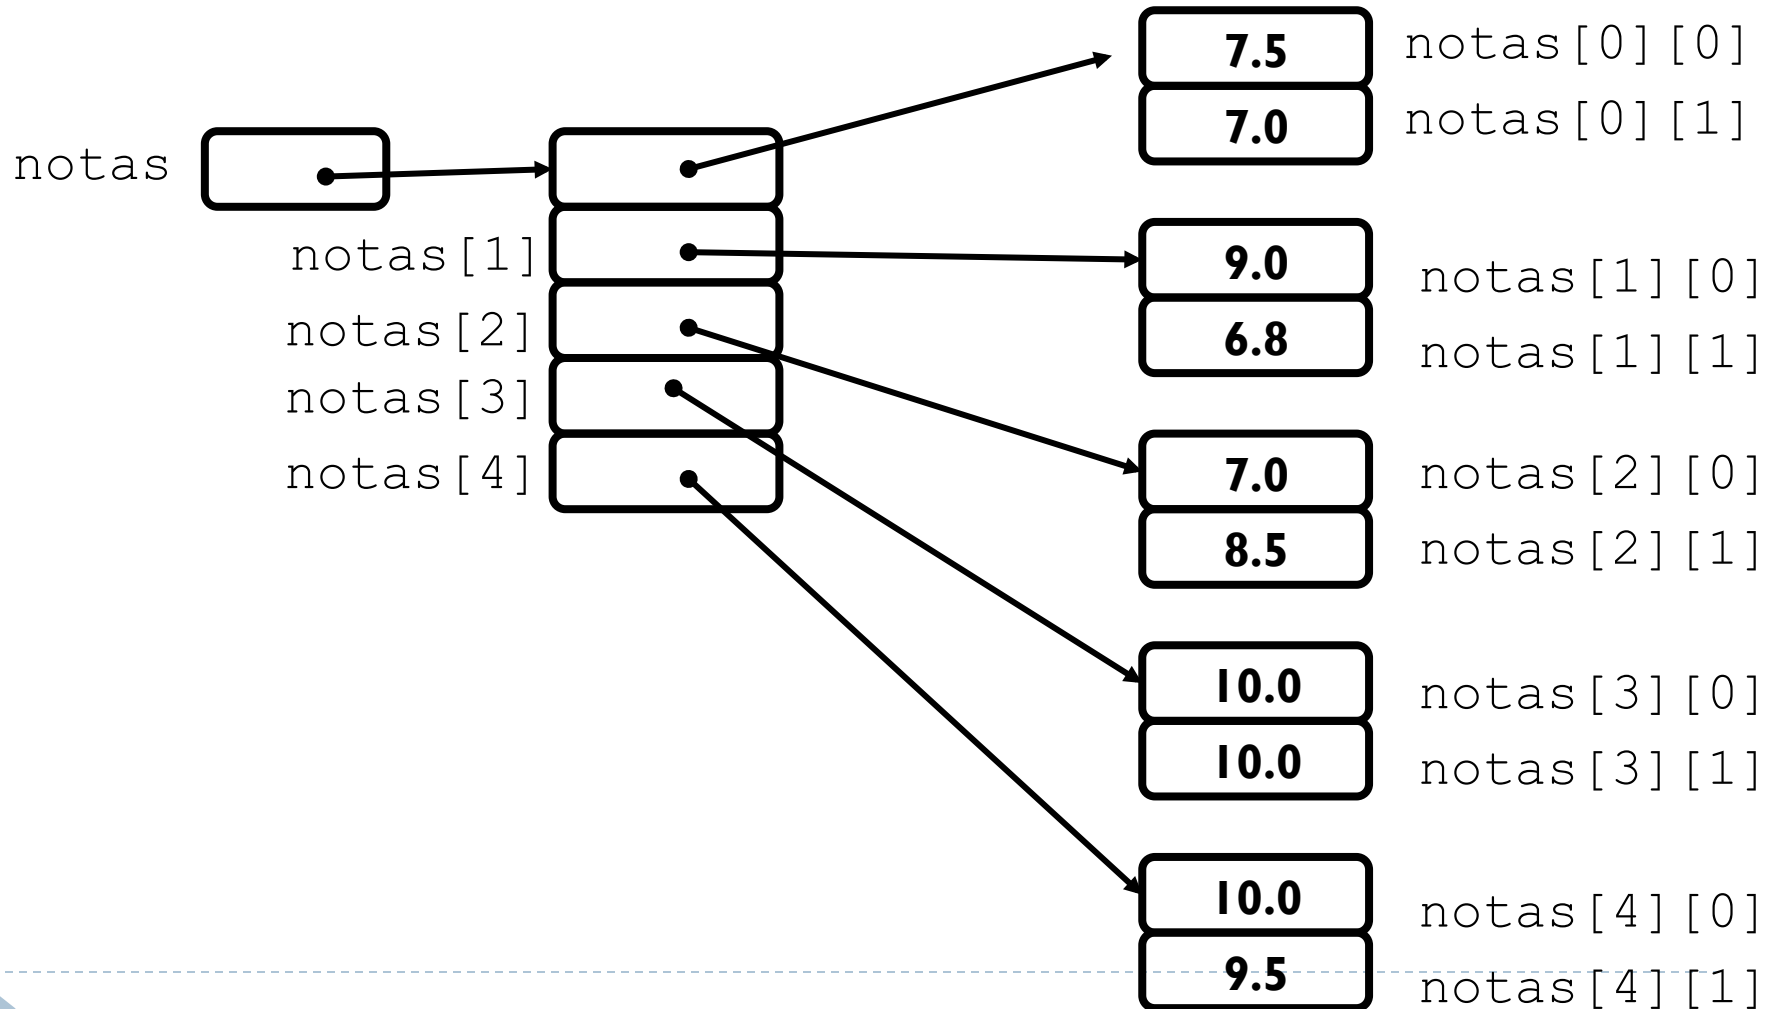 7.5 notas[0][0]
7.0 notas[0][1]
notas
notas[1]
notas[2]
notas[3]
notas[4]
9.0 notas[1][0]
6.8 notas[1][1]
7.0 notas[2][0]
8.5 notas[2][1]
10.0 notas[3][0]
10.0 notas[3][1]
10.0 notas[4][0]
9.5 notas[4][1]